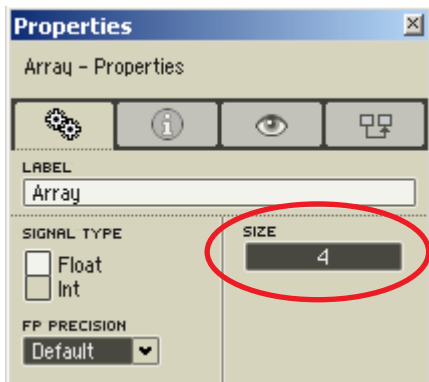 Properties
Array – Properties
LABEL
Array
SIGNAL TYPE
Float
Int
FP PRECISION
Default
SIZE
4